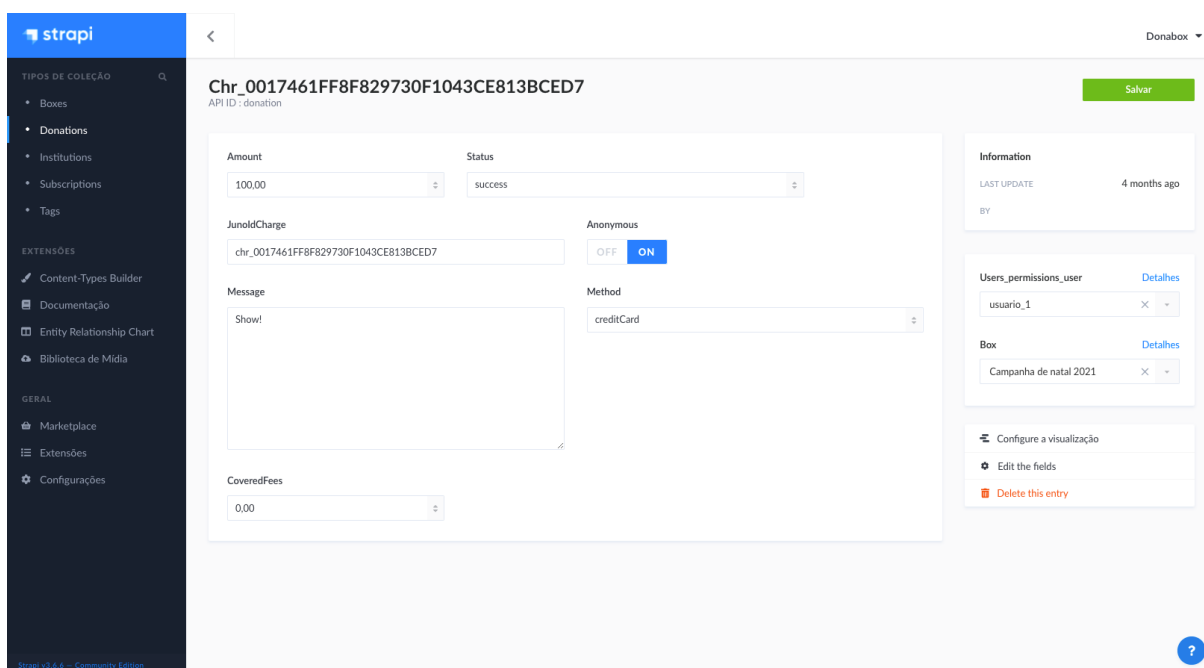 strapi
Donabox
TIPOS DE COLEÇÃO
Boxes
Donations
Institutions
Subscriptions
Tags
EXTENSÕES
Content-Types Builder
Documentação
Entity Relationship Chart
Biblioteca de Mídia
GERAL
Marketplace
Extensões
Configurações
Strapi v3.6.6 — Community Edition
Chr_0017461FF8F829730F1043CE813BCED7
API ID : donation
Salvar
Amount
Status
100,00
success
JunoIdCharge
Anonymous
chr_0017461FF8F829730F1043CE813BCED7
OFF ON
Message
Method
Show!
creditCard
CoveredFees
0,00
Information
LAST UPDATE 4 months ago
BY
Users_permissions_user Detalhes
usuario_1
Box Detalhes
Campanha de natal 2021
Configure a visualização
Edit the fields
Delete this entry
?